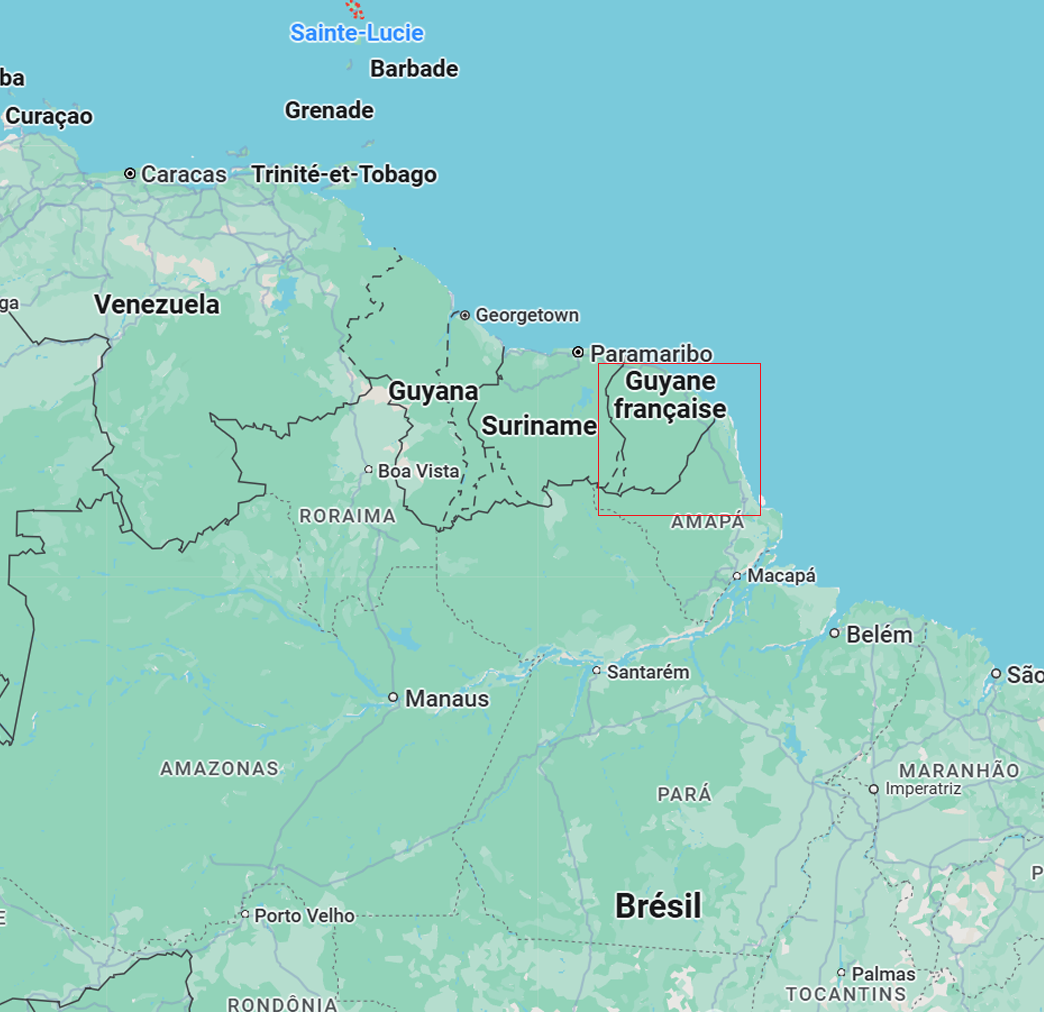 Sainte-Lucie
Barbade
ba
Curaçao
Grenade
Caracas
Trinité-et-Tobago
ga
Venezuela
Georgetown
Paramaribo
Guyane
française
Guyana
Suriname
Boa Vista
RORAIMA
AMAPÁ
Macapá
Belém
Santarém
São
Manaus
AMAZONAS
PARÁ
MARANHÃO
Imperatriz
P
Brésil
E
Porto Velho
Palmas
TOCANTINS
RONDÔNIA